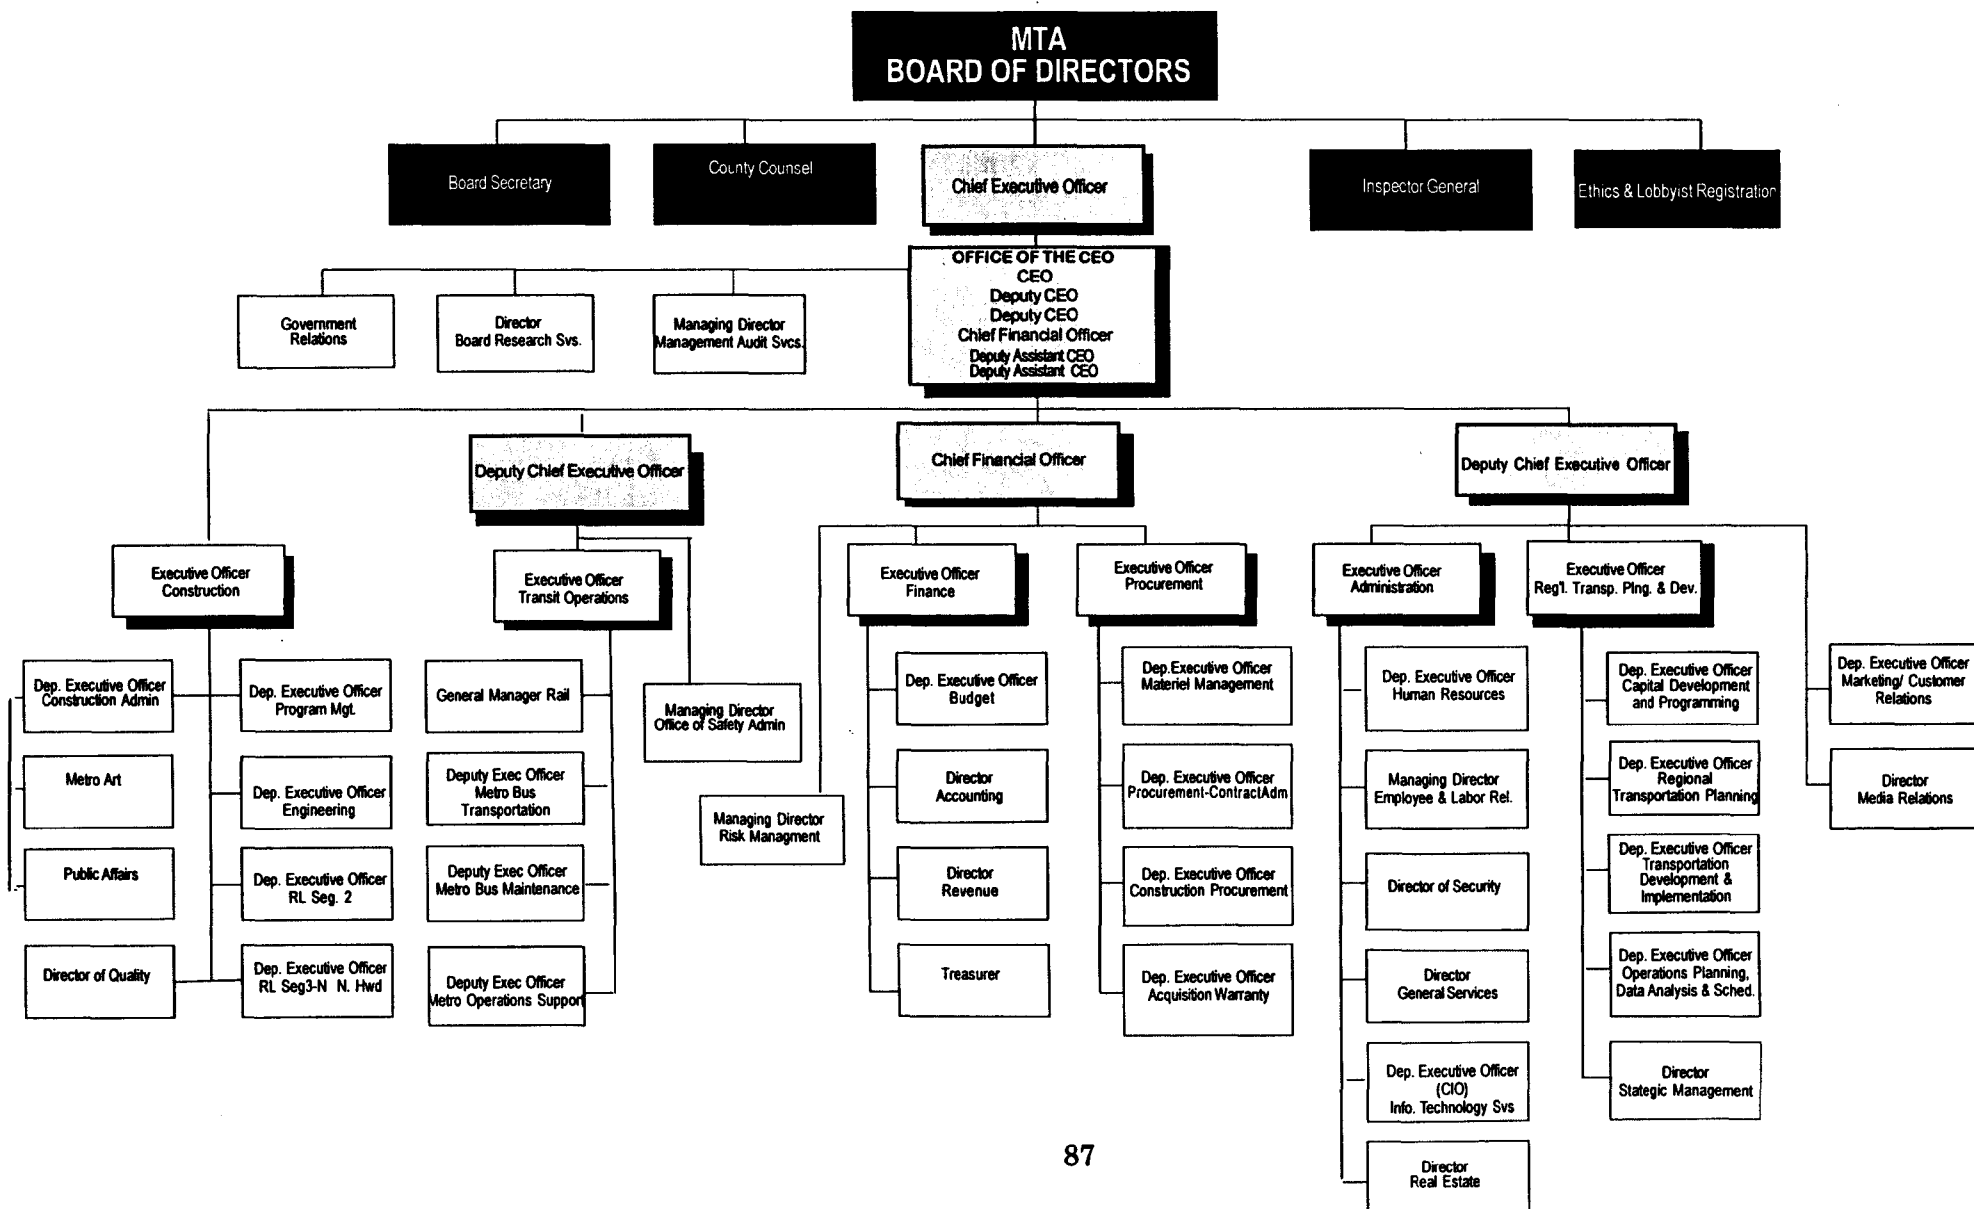 MTA
BOARD OF DIRECTORS
Board Secretary
County Counsel
Chief Executive Officer
Inspector General
Ethics & Lobbyist Registration
OFFICE OF THE CEO
CEO
Deputy CEO
Deputy CEO
Chief Financial Officer
Deputy Assistant CEO
Deputy Assistant CEO
Government
Relations
Director
Board Research Svs.
Managing Director
Management Audit Svcs.
Deputy Chief Executive Officer
Chief Financial Officer
Deputy Chief Executive Officer
Executive Officer
Construction
Executive Officer
Transit Operations
Executive Officer
Finance
Executive Officer
Procurement
Executive Officer
Administration
Executive Officer
Reg'l. Transp. Plng. & Dev.
Dep. Executive Officer
Construction Admin
Metro Art
Public Affairs
Director of Quality
Dep. Executive Officer
Program Mgt.
Dep. Executive Officer
Engineering
Dep. Executive Officer
RL Seg. 2
Dep. Executive Officer
RL Seg3-N N. Hwd
General Manager Rail
Deputy Exec Officer
Metro Bus
Transportation
Deputy Exec Officer
Metro Bus Maintenance
Deputy Exec Officer
Metro Operations Support
Managing Director
Office of Safety Admin
Managing Director
Risk Managment
Dep. Executive Officer
Budget
Director
Accounting
Director
Revenue
Treasurer
Dep.Executive Officer
Materiel Management
Dep. Executive Officer
Procurement-ContractAdm
Dep. Executive Officer
Construction Procurement
Dep. Executive Officer
Acquisition Warranty
Dep. Executive Officer
Human Resources
Managing Director
Employee & Labor Rel.
Director of Security
Director
General Services
Dep. Executive Officer
(CIO)
Info. Technology Svs
Director
Real Estate
Dep. Executive Officer
Capital Development
and Programming
Dep. Executive Officer
Regional
Transportation Planning
Dep. Executive Officer
Transportation
Development &
Implementation
Dep. Executive Officer
Operations Planning,
Data Analysis & Sched.
Director
Stategic Management
Dep. Executive Officer
Marketing/ Customer
Relations
Director
Media Relations
87